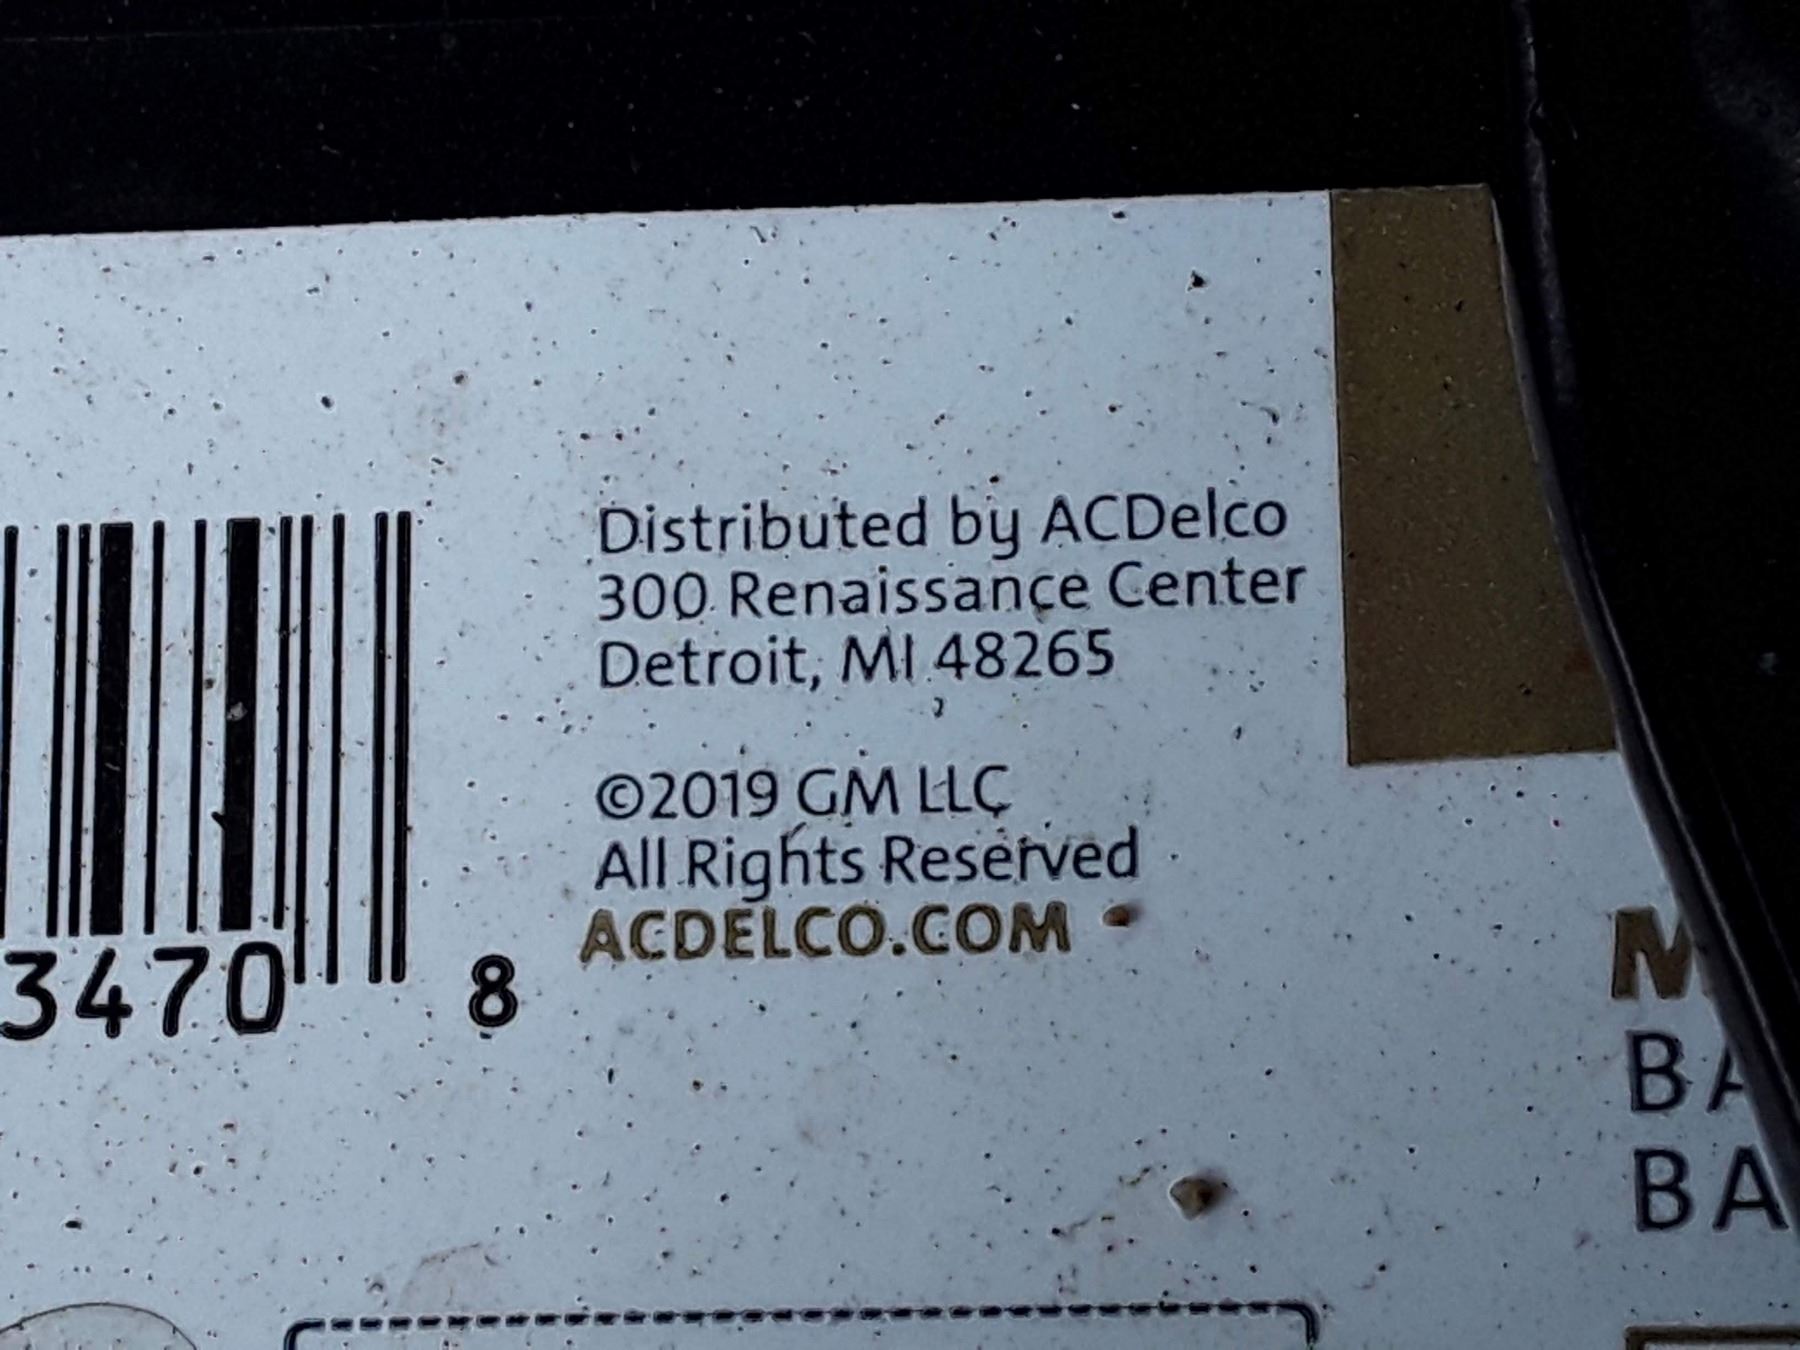 Distributed by ACDelco
300 Renaissance Center
Detroit, MI 48265
©2019 GM LLC
All Rights Reserved
ACDELCO.COM
3470 8